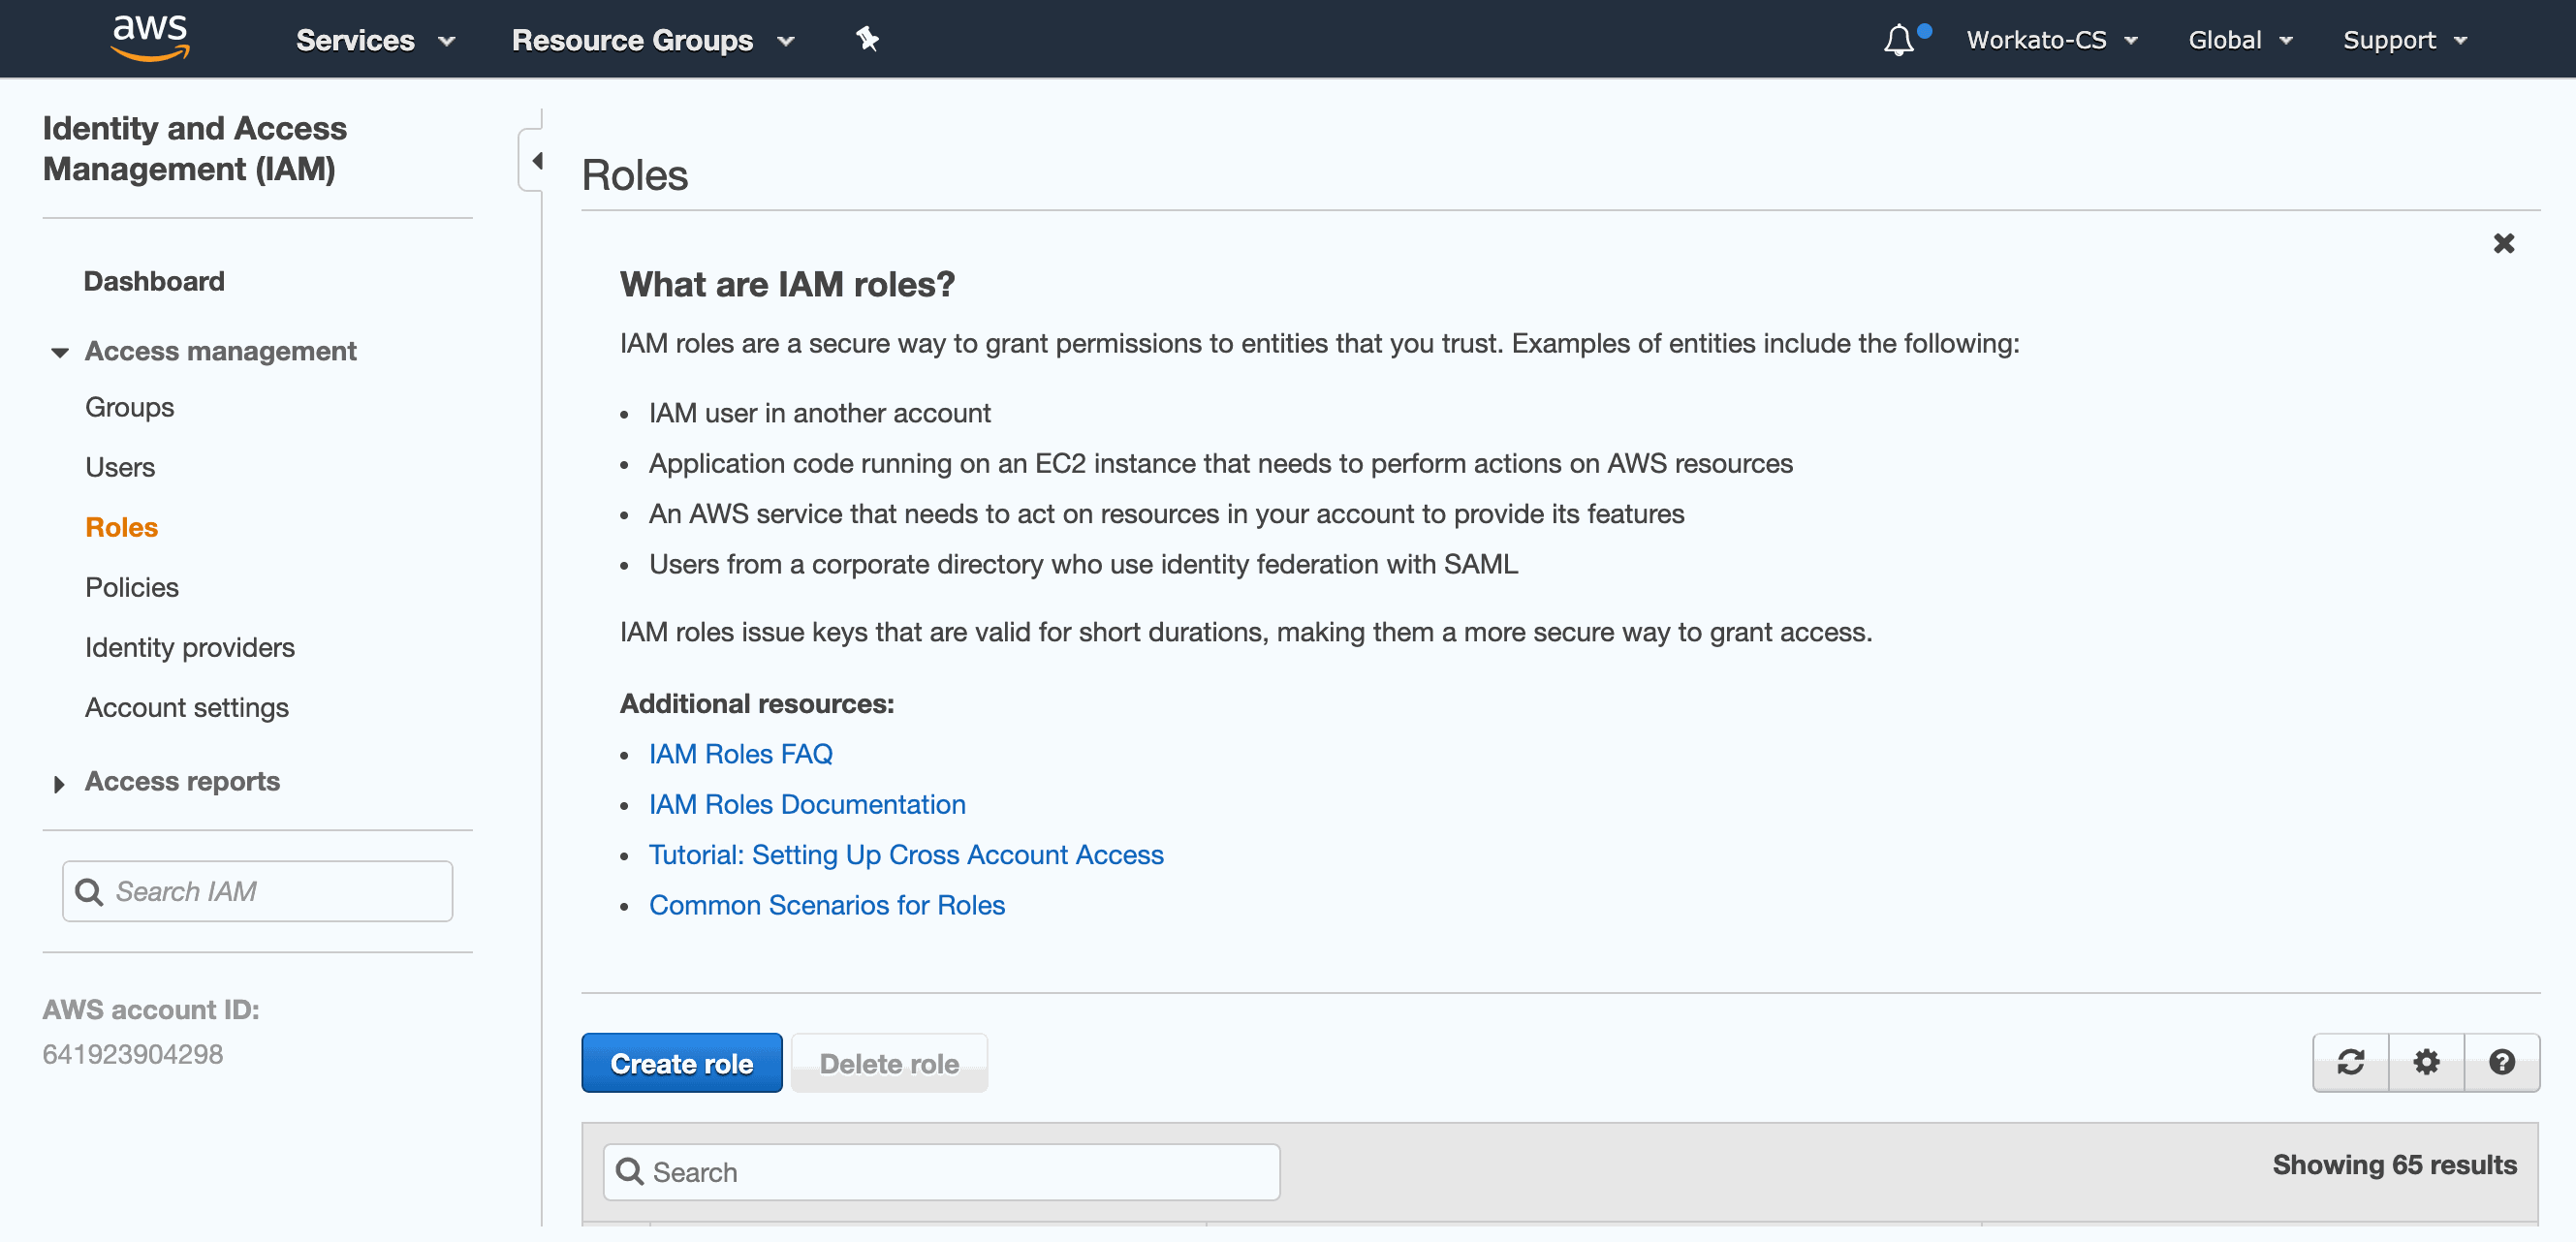 aws
Services
Resource Groups
Workato-CS
Global
Support
Identity and Access
Management (IAM)
Dashboard
Access management
Groups
Users
Roles
Policies
Identity providers
Account settings
Access reports
Search IAM
AWS account ID:
641923904298
Roles
What are IAM roles?
IAM roles are a secure way to grant permissions to entities that you trust. Examples of entities include the following:
• IAM user in another account
• Application code running on an EC2 instance that needs to perform actions on AWS resources
• An AWS service that needs to act on resources in your account to provide its features
• Users from a corporate directory who use identity federation with SAML
IAM roles issue keys that are valid for short durations, making them a more secure way to grant access.
Additional resources:
• IAM Roles FAQ
• IAM Roles Documentation
• Tutorial: Setting Up Cross Account Access
• Common Scenarios for Roles
Create role
Delete role
Search
Showing 65 results